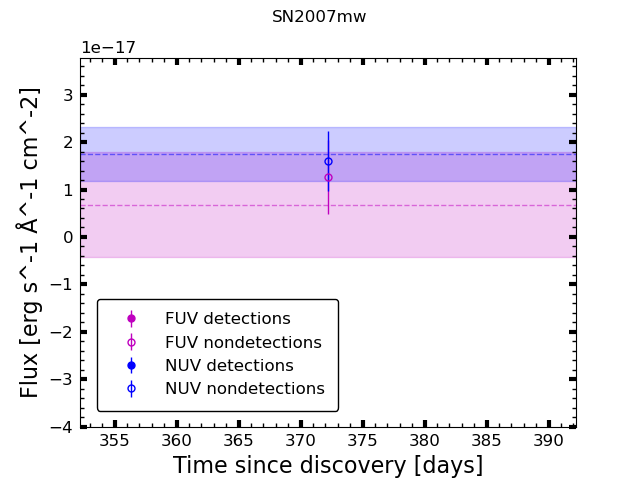 SN2007mw
1e−17
3
2
1
0
−1
−2
−3
−4
Flux [erg s^-1 Å^-1 cm^-2]
FUV detections
FUV nondetections
NUV detections
NUV nondetections
355 360 365 370 375 380 385 390
Time since discovery [days]